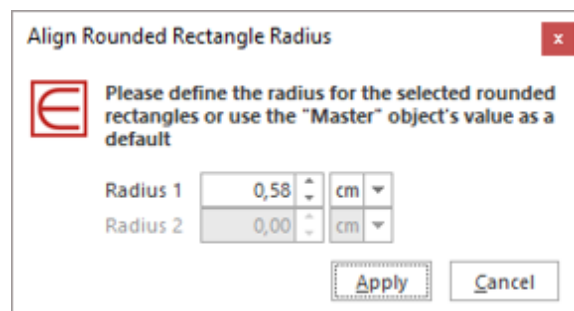 Align Rounded Rectangle Radius
x
Please define the radius for the selected rounded
rectangles or use the "Master" object's value as a
default
Radius 1 0,58 cm
Radius 2 0,00 cm
Apply Cancel